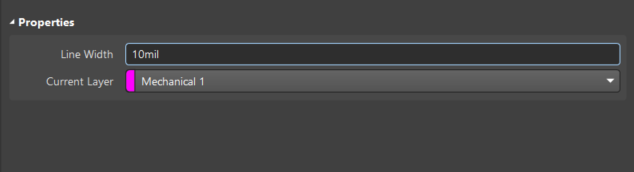 Properties
Line Width 10mil
Current Layer Mechanical 1